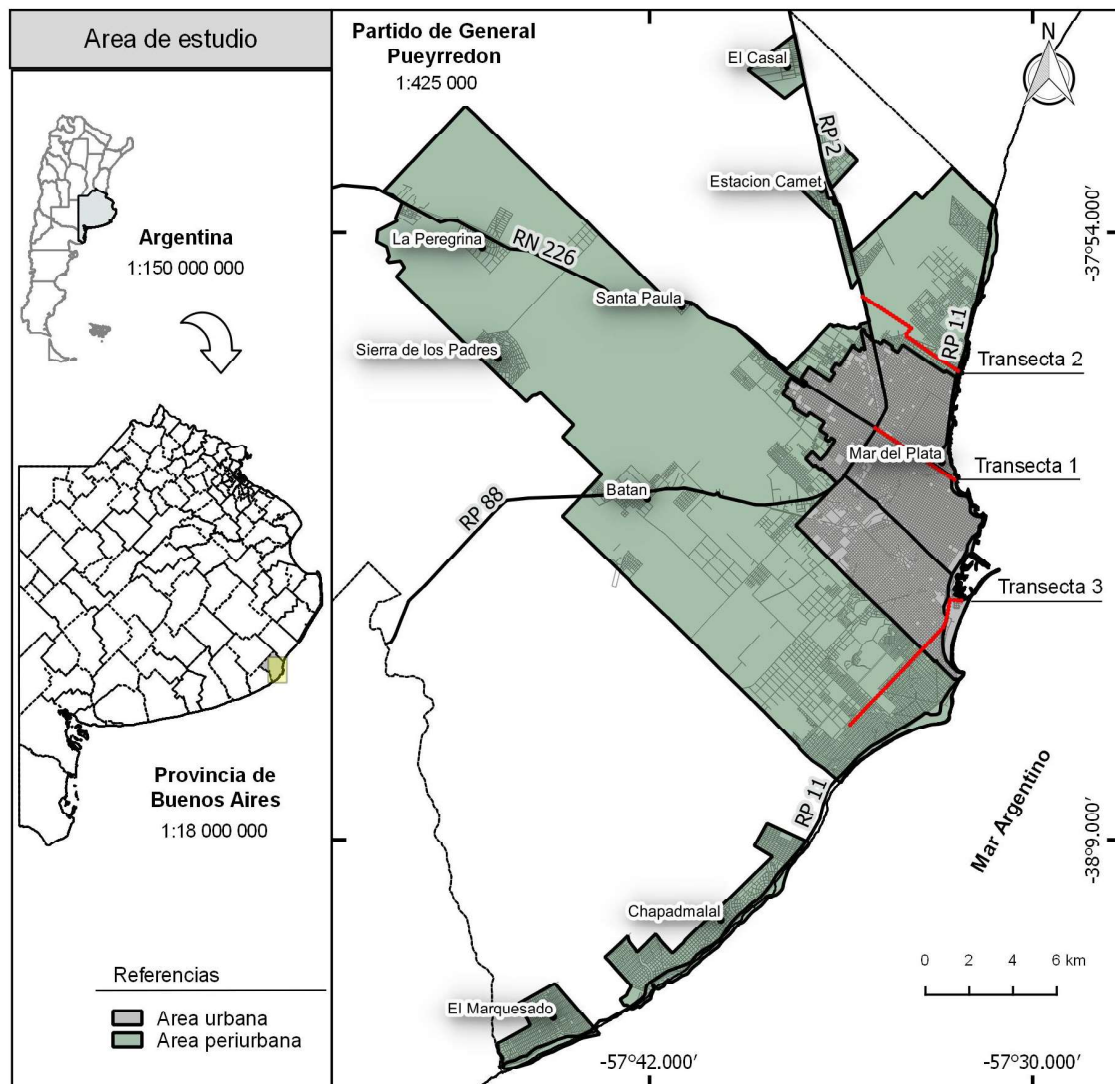 Area de estudio
Argentina
1:150 000 000
Provincia de
Buenos Aires
1:18 000 000
Referencias
Area urbana
Area periurbana
Partido de General
Pueyrredon
1:425 000
N
El Casal
RP 2
Estacion Camet
-37°54.000'
La Peregrina
RN 226
Santa Paula
RP 11
Sierra de los Padres
Transecta 2
Mar del Plata
Transecta 1
Batan
RP 88
Transecta 3
RP 11
Mar Argentino
-38°9.000'
Chapadmalal
0 2 4 6 km
El Marquesado
-57°42.000'
-57°30.000'